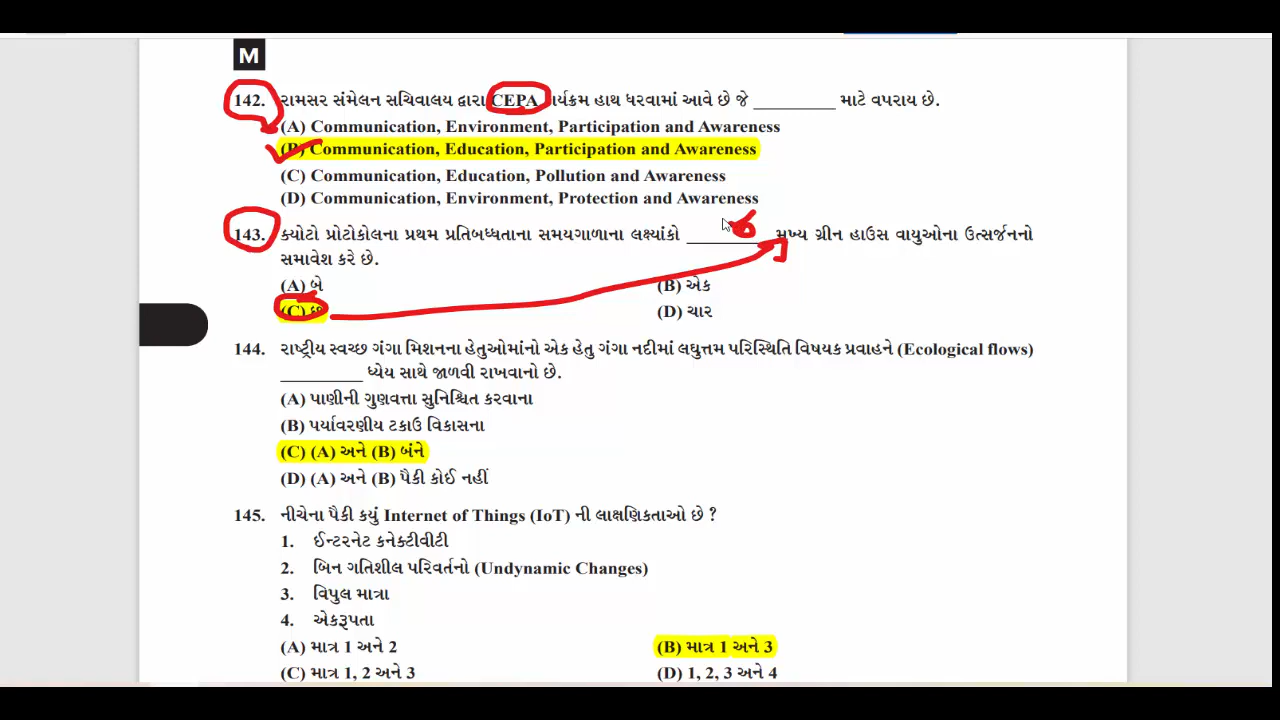 M
142. રામસર સંમેલન સચિવાલય દ્વારા CEPA કાર્યક્રમ હાથ ધરવામાં આવે છે જે __________ માટે વપરાય છે.
(A) Communication, Environment, Participation and Awareness
(B) Communication, Education, Participation and Awareness
(C) Communication, Education, Pollution and Awareness
(D) Communication, Environment, Protection and Awareness
143. ક્યોટો પ્રોટોકોલના પ્રથમ પ્રતિબધ્ધતાના સમયગાળાના લક્ષ્યાંકો __________ મુખ્ય ગ્રીન હાઉસ વાયુઓના ઉત્સર્જનનો
સમાવેશ કરે છે.
(A) બે (B) એક
(C) છ (D) ચાર
144. રાષ્ટ્રીય સ્વચ્છ ગંગા મિશનના હેતુઓમાંનો એક હેતુ ગંગા નદીમાં લઘુત્તમ પરિસ્થિતિ વિષયક પ્રવાહને (Ecological flows)
__________ ધ્યેય સાથે જાળવી રાખવાનો છે.
(A) પાણીની ગુણવત્તા સુનિશ્ચિત કરવાના
(B) પર્યાવરણીય ટકાઉ વિકાસના
(C) (A) અને (B) બંને
(D) (A) અને (B) પૈકી કોઈ નહીં
145. નીચેના પૈકી કયું Internet of Things (IoT) ની લાક્ષણિકતાઓ છે ?
1. ઈન્ટરનેટ કનેક્ટીવીટી
2. બિન ગતિશીલ પરિવર્તનો (Undynamic Changes)
3. વિપુલ માત્રા
4. એકરૂપતા
(A) માત્ર 1 અને 2 (B) માત્ર 1 અને 3
(C) માત્ર 1, 2 અને 3 (D) 1, 2, 3 અને 4